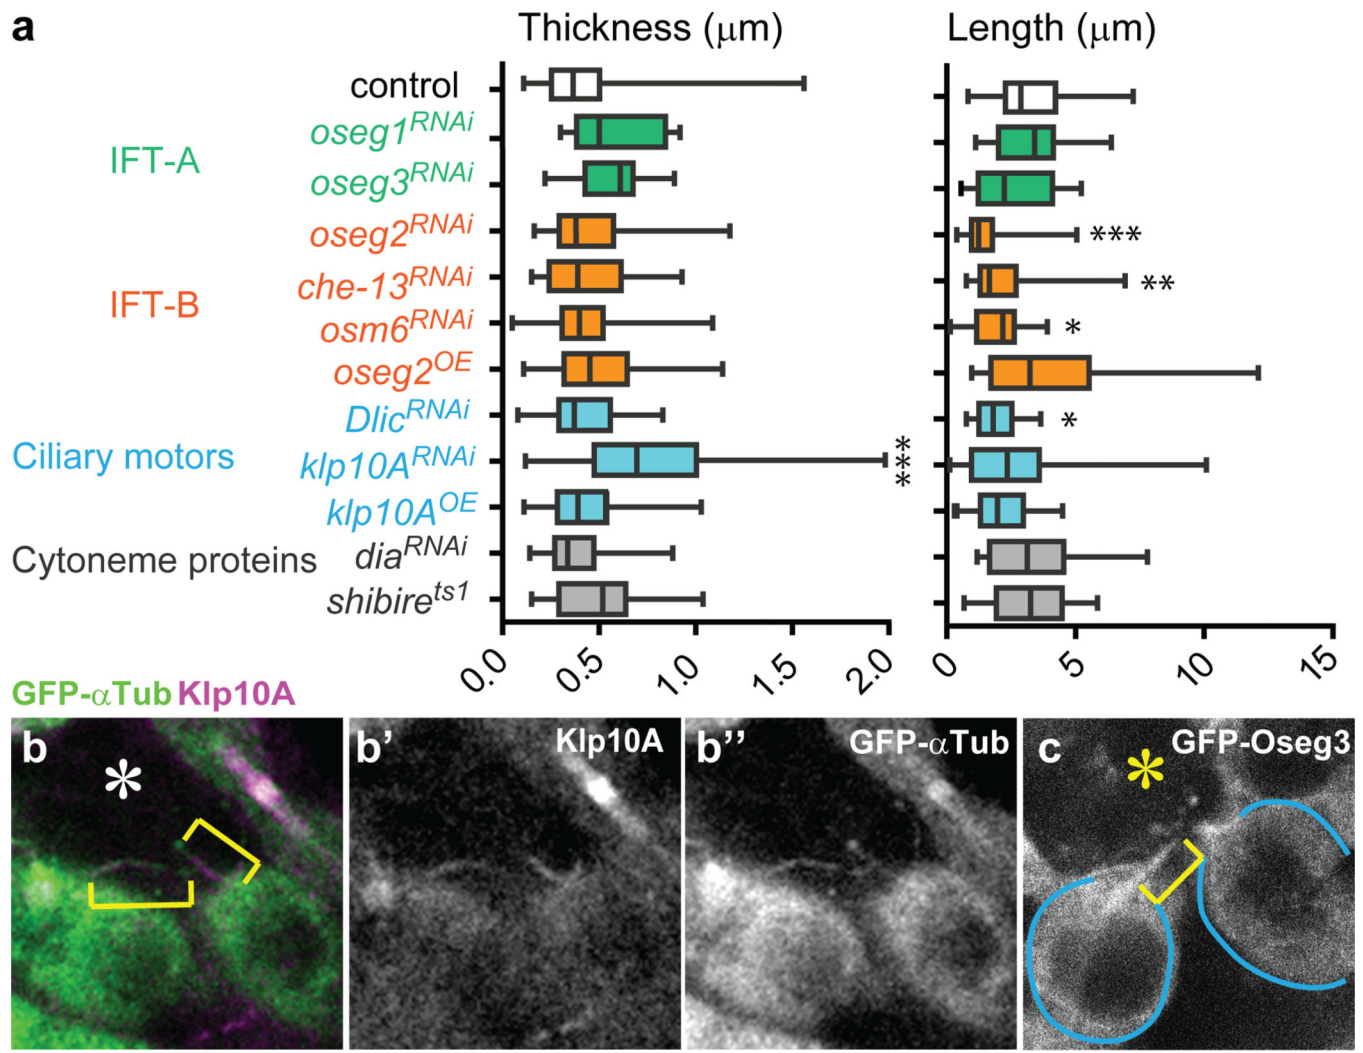 a
Thickness (μm) Length (μm)
control
oseg1RNAi
IFT-A
oseg3RNAi
oseg2RNAi
***
che-13RNAi
**
IFT-B
osm6RNAi
*
oseg2OE
DlicRNAi
*
Ciliary motors
klp10ARNAi
***
klp10AOE
Cytoneme proteins
diaRNAi
shibirets1
0.0 0.5 1.0 1.5 2.0 0 5 10 15
GFP-αTub Klp10A
b * b’ Klp10A b’’ GFP-αTub c * GFP-Oseg3